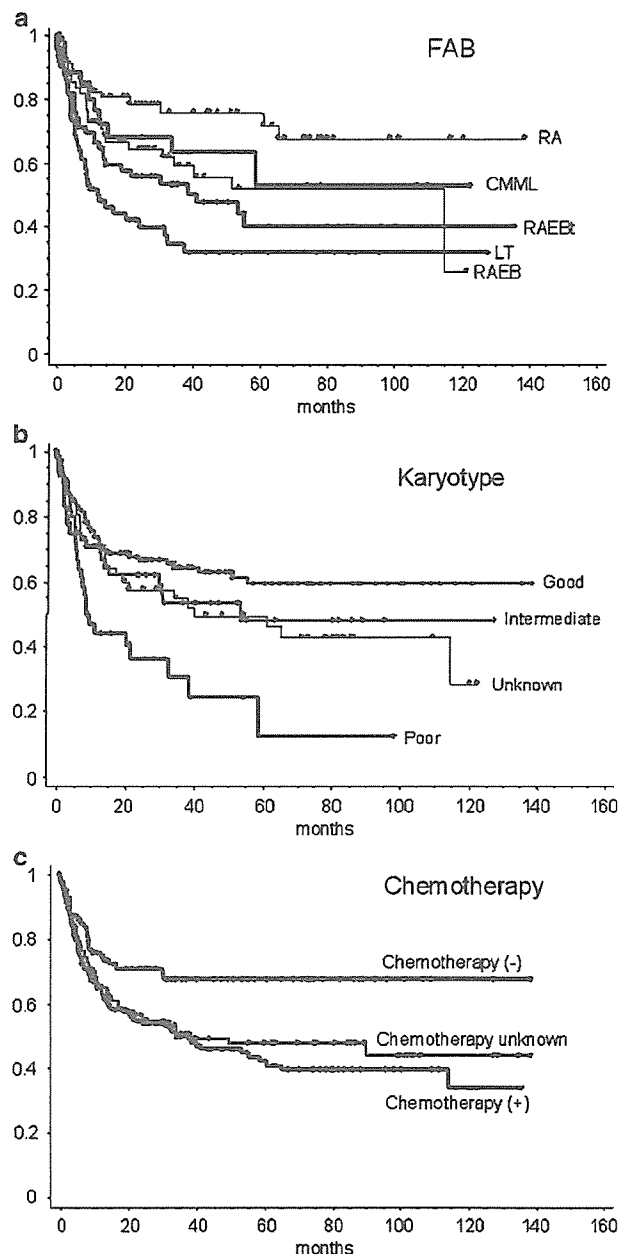 a
FAB
1
0.8
0.6
0.4
0.2
0
RA
CMML
RAEBt
LT
RAEB
0 20 40 60 80 100 120 140 160
months
b
Karyotype
1
0.8
0.6
0.4
0.2
0
Good
Intermediate
Unknown
Poor
0 20 40 60 80 100 120 140 160
months
c
Chemotherapy
1
0.8
0.6
0.4
0.2
0
Chemotherapy (-)
Chemotherapy unknown
Chemotherapy (+)
0 20 40 60 80 100 120 140 160
months